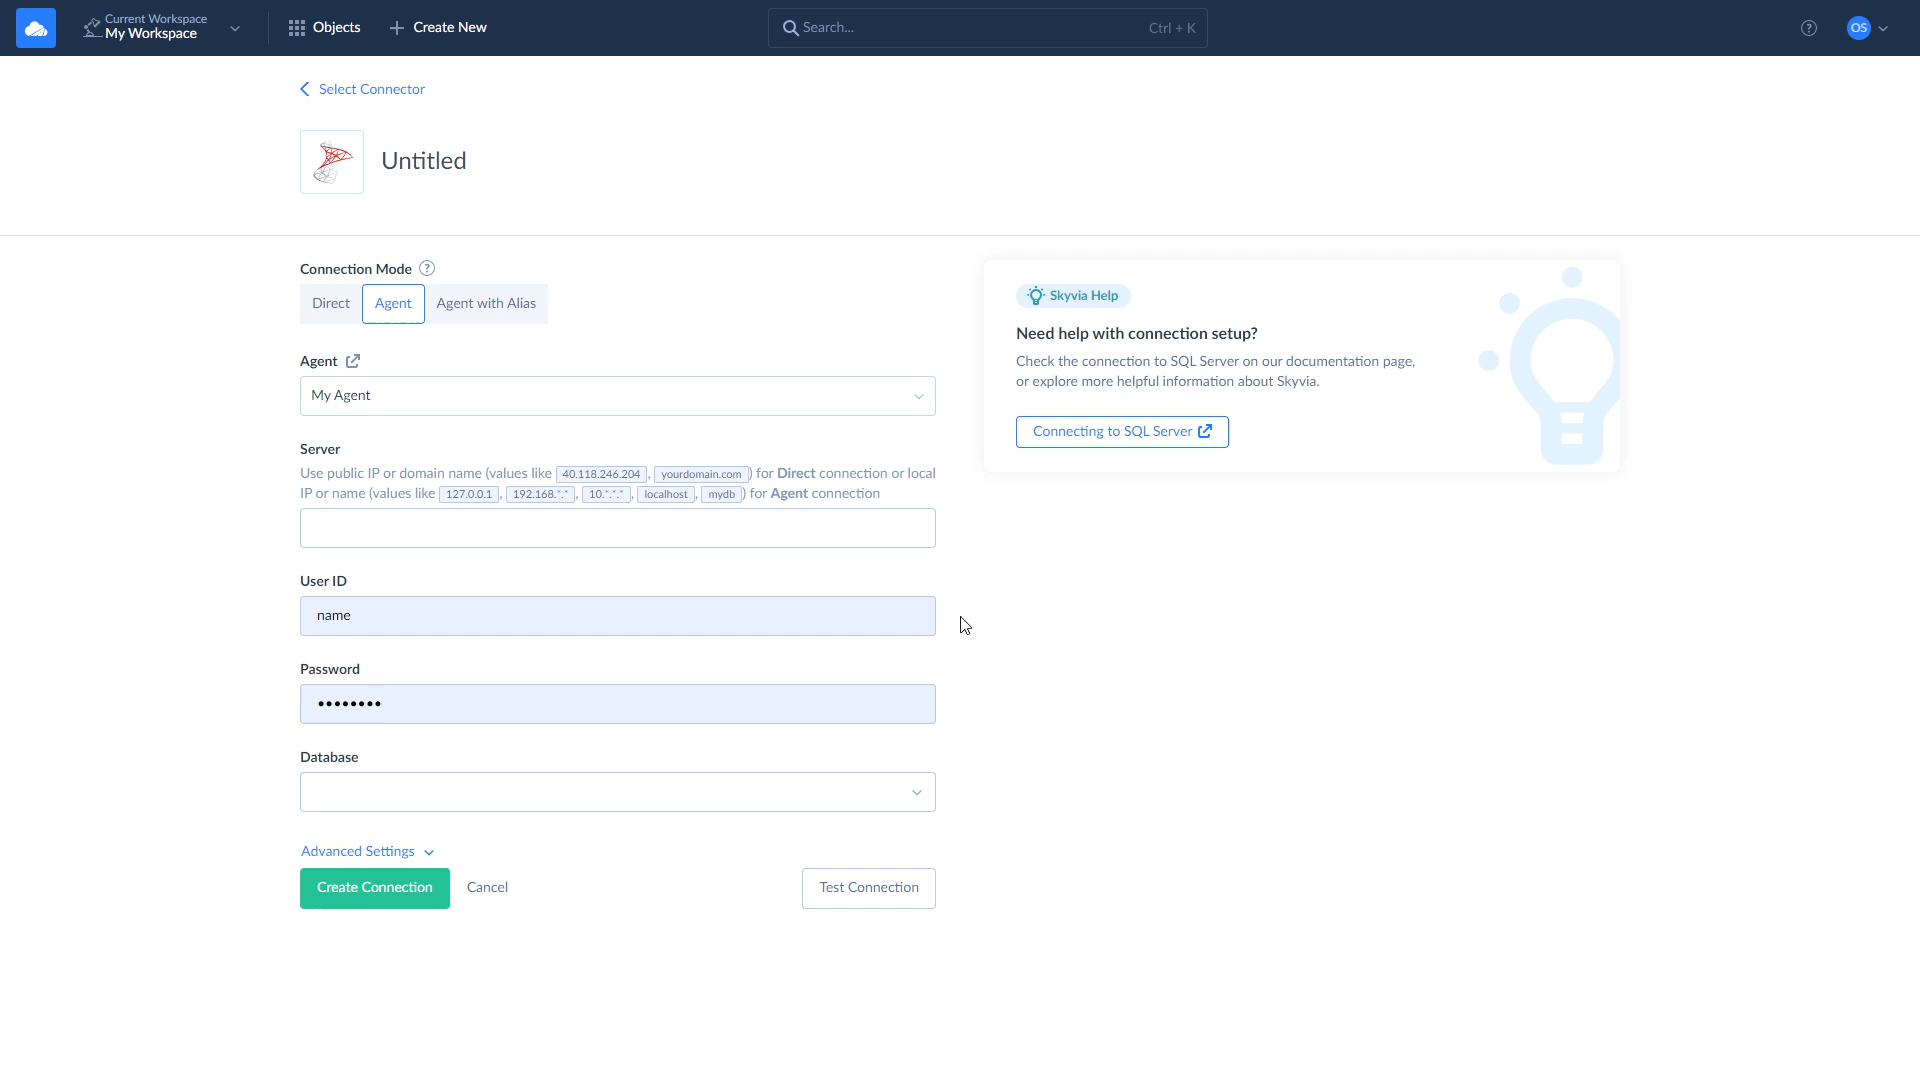 Current Workspace
My Workspace
Objects
Create New
Search...
Ctrl + K
OS
Select Connector
Untitled
Connection Mode
Direct
Agent
Agent with Alias
Agent
My Agent
Server
Use public IP or domain name (values like 40.118.246.204, yourdomain.com) for Direct connection or local
IP or name (values like 127.0.0.1, 192.168.*.*, 10.*.*.*, localhost, mydb) for Agent connection
User ID
name
Password
••••••••
Database
Advanced Settings
Create Connection
Cancel
Test Connection
Skyvia Help
Need help with connection setup?
Check the connection to SQL Server on our documentation page,
or explore more helpful information about Skyvia.
Connecting to SQL Server